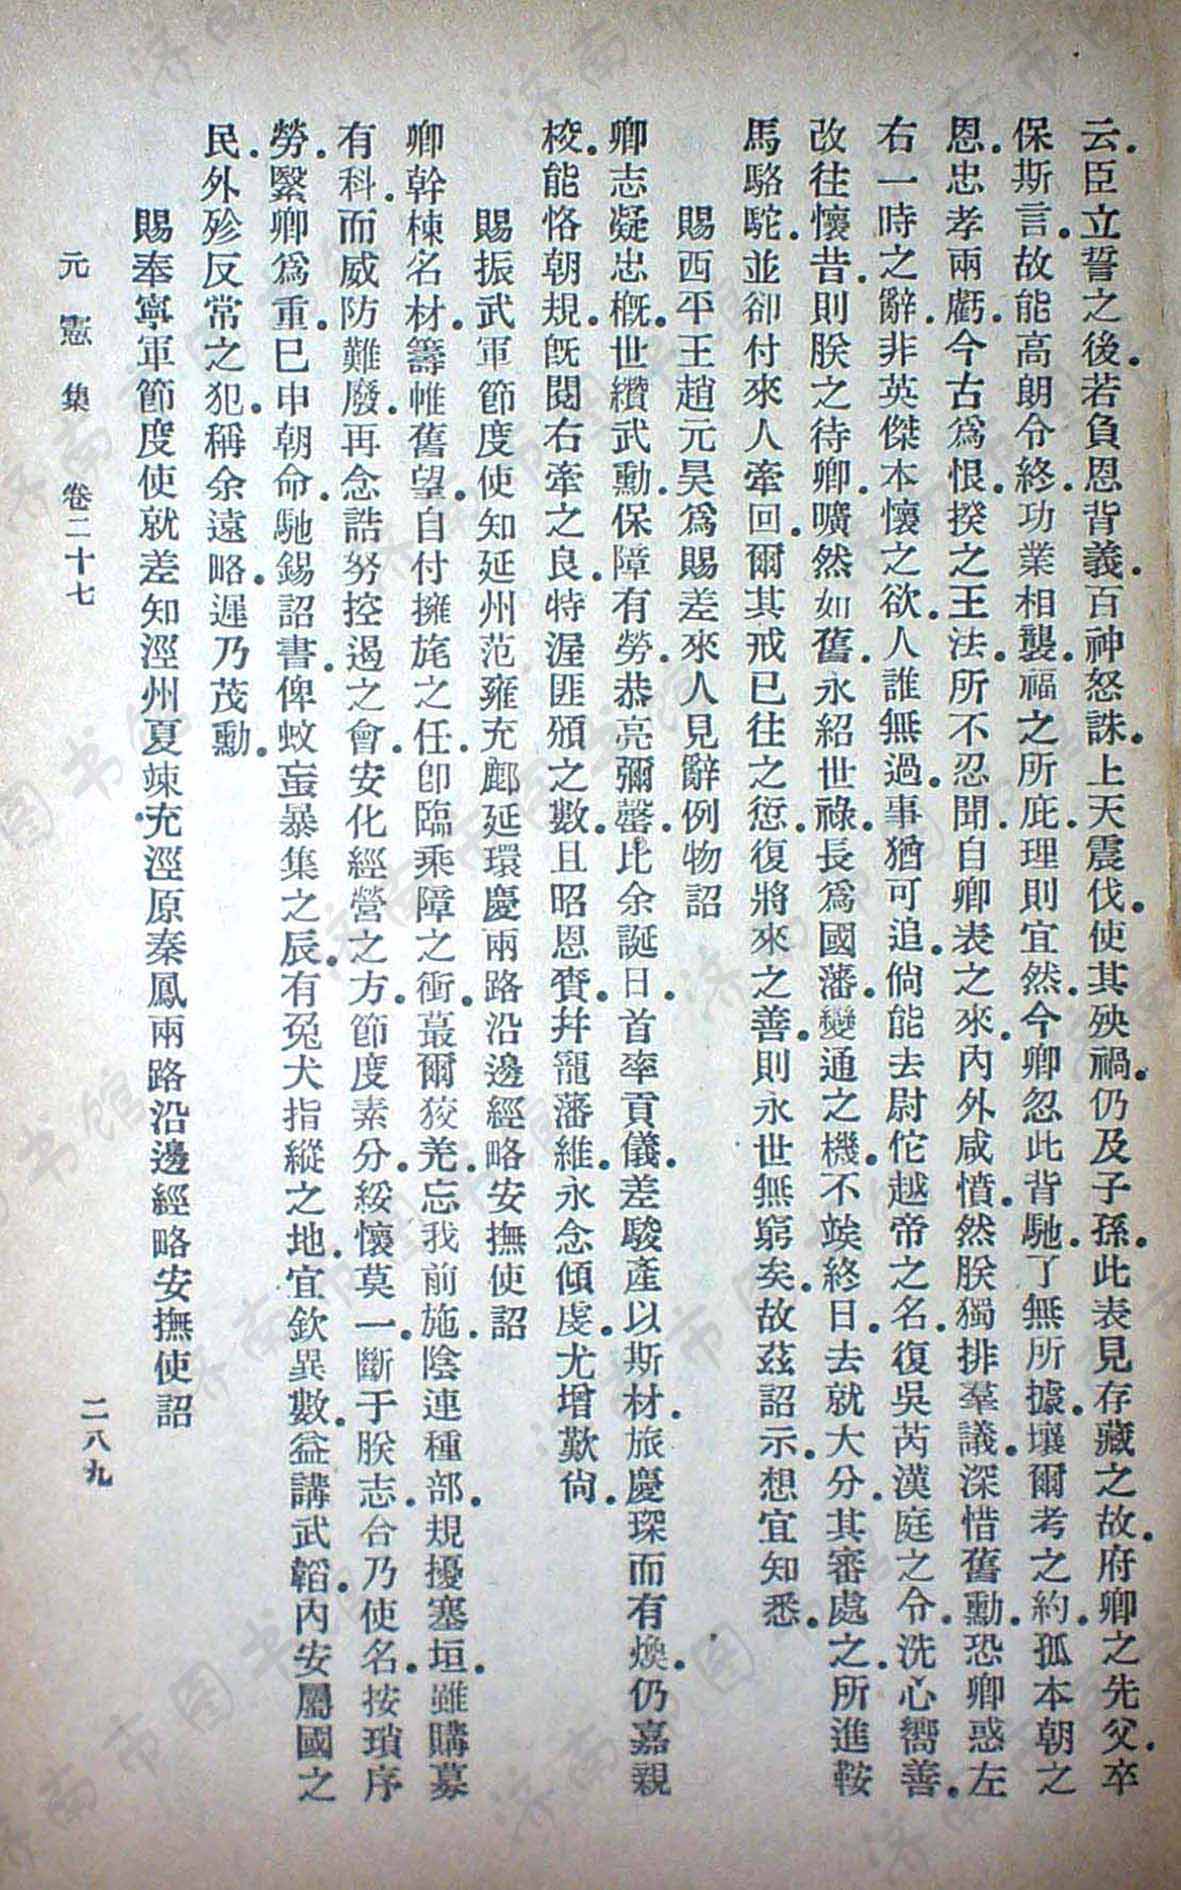 云.臣立誓之後.若負恩背義.百神怒誅.上天震伐.使其殃禍.仍及子孫.此表見存藏之故.府卿之先父.卒
保斯言.故能高朗令終.功業相襲.福之所庇.理則宜然.今卿忽此背馳.了無所據.壤爾考之約.孤本朝之
恩.忠孝兩虧.今古爲恨.揆之王法.所不忍聞.自卿表之來.內外咸憤.然朕獨排羣議.深惜舊勳.恐卿惑左
右一時之辭.非英傑本懷之欲.人誰無過.事猶可追.倘能去尉佗越帝之名.復吳芮漢庭之令.洗心嚮善.
改往懷昔.則朕之待卿.曠然如舊.永紹世祿.長爲國藩.變通之機.不竢終日.去就大分.其審處之.所進鞍
馬駱駝.並卻付來人牽回.爾其戒已往之愆.復將來之善.則永世無窮矣.故茲詔示.想宜知悉.
賜西平王趙元昊爲賜差來人見辭例物詔
卿志凝忠概.世纘武勳.保障有勞.恭亮彌罄.比余誕日.首率貢儀.差駿產以斯材.旅慶琛而有煥.仍嘉親
校.能恪朝規.旣閱右牽之良.特渥匪頒之數.且昭恩賚.幷寵藩維.永念傾虔.尤增歎尙.
賜振武軍節度使知延州范雍充鄜延環慶兩路沿邊經略安撫使詔
卿幹棟名材.籌帷舊望.自付擁旄之任.卽臨乘障之衝.蕞爾狡羌.忘我前施.陰連種部.規擾塞垣.雖購募
有科.而威防難廢.再念誥努控遏之會.安化經營之方.節度素分.綏懷莫一.斷于朕志.合乃使名.按瑣序
勞.繄卿爲重.已申朝命.馳錫詔書.俾蚊䖟暴集之辰.有兔犬指縱之地.宜欽異數.益講武韜.內安屬國之
民.外殄反常之犯.稱余遠略.遲乃茂勳.
賜奉寧軍節度使就差知涇州夏竦充涇原秦鳳兩路沿邊經略安撫使詔
元憲集 卷二十七
二八九
济南市图书馆